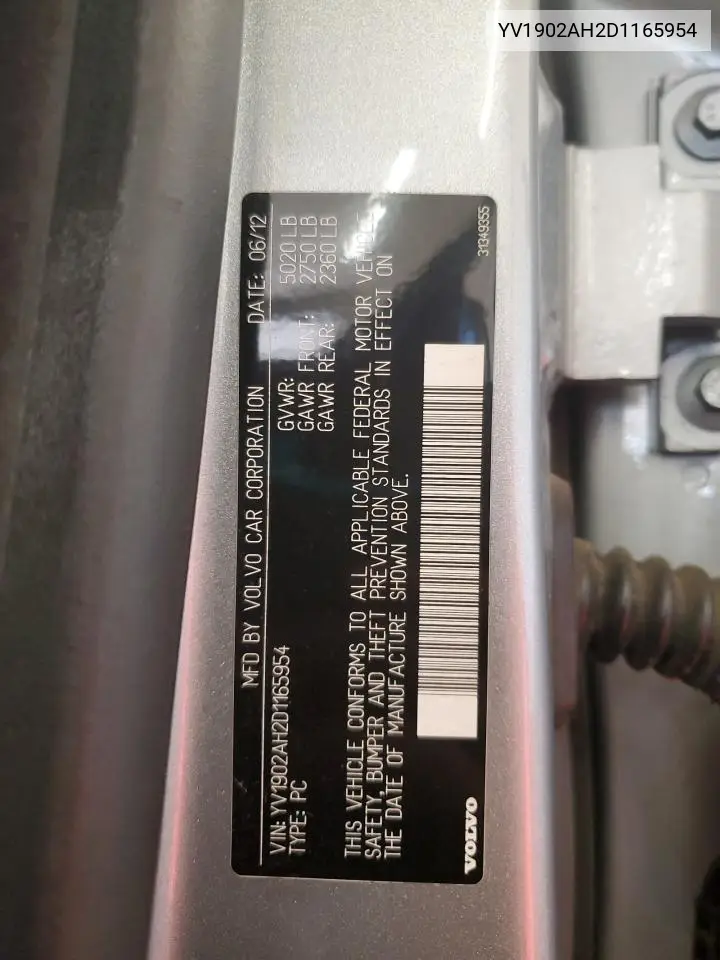 YV1902AH2D1165954
MFD BY VOLVO CAR CORPORATION DATE: 06/12
VIN: YV1902AH2D1165954 GVWR: 5020 LB
TYPE: PC GAWR FRONT: 2750 LB
GAWR REAR: 2360 LB
THIS VEHICLE CONFORMS TO ALL APPLICABLE FEDERAL MOTOR VEHICLE
SAFETY, BUMPER AND THEFT PREVENTION STANDARDS IN EFFECT ON
THE DATE OF MANUFACTURE SHOWN ABOVE.
VOLVO
31349355